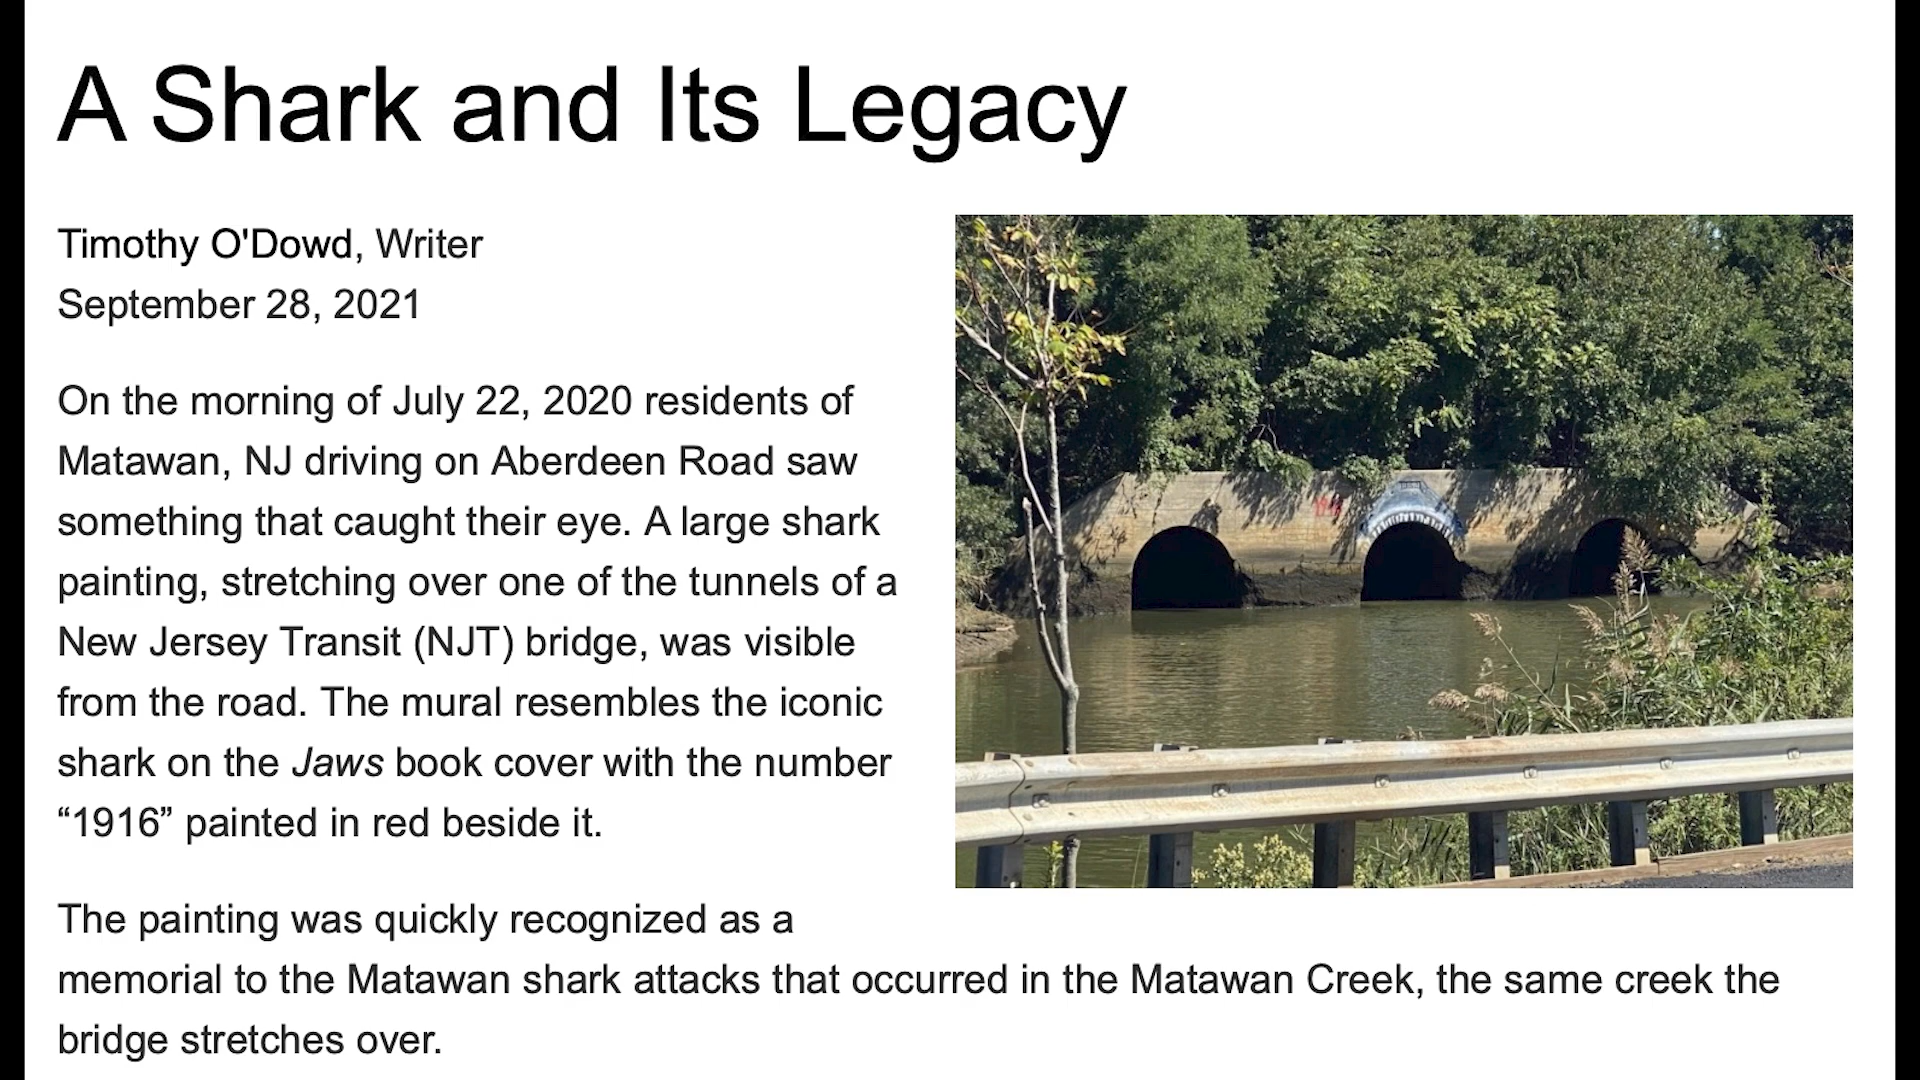 A Shark and Its Legacy
Timothy O'Dowd, Writer
September 28, 2021
On the morning of July 22, 2020 residents of
Matawan, NJ driving on Aberdeen Road saw
something that caught their eye. A large shark
painting, stretching over one of the tunnels of a
New Jersey Transit (NJT) bridge, was visible
from the road. The mural resembles the iconic
shark on the Jaws book cover with the number
“1916” painted in red beside it.
The painting was quickly recognized as a
memorial to the Matawan shark attacks that occurred in the Matawan Creek, the same creek the
bridge stretches over.